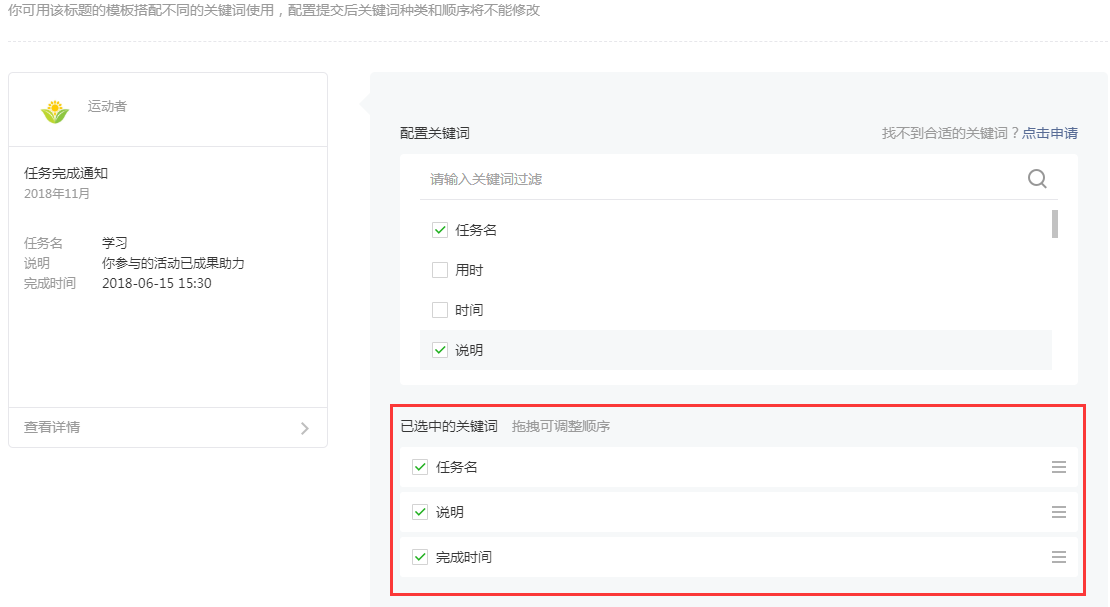 你可用该标题的模板搭配不同的关键词使用，配置提交后关键词种类和顺序将不能修改
运动者
任务完成通知
2018年11月
任务名 学习
说明 你参与的活动已成果助力
完成时间 2018-06-15 15:30
查看详情
配置关键词 找不到合适的关键词？点击申请
请输入关键词过滤
任务名
用时
时间
说明
已选中的关键词 拖拽可调整顺序
任务名
说明
完成时间